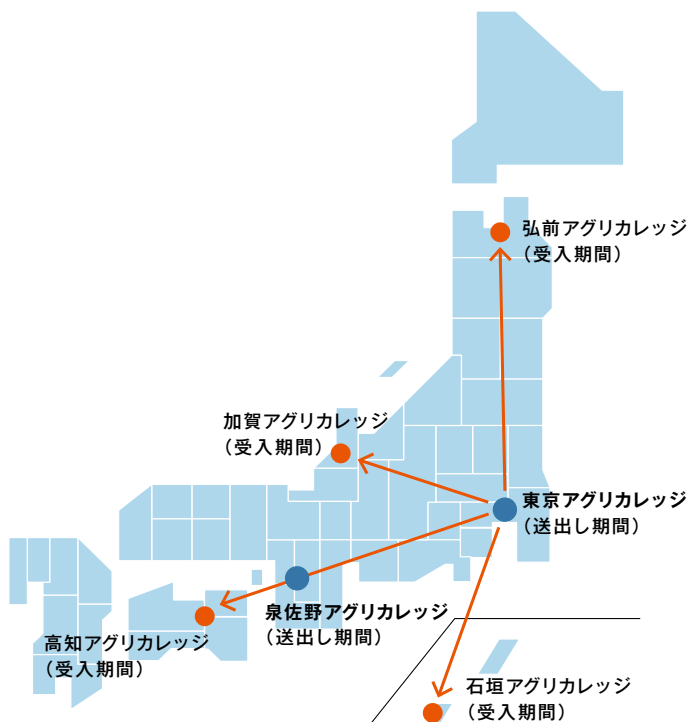 弘前アグリカレッジ
（受入期間）
加賀アグリカレッジ
（受入期間）
東京アグリカレッジ
（送出し期間）
泉佐野アグリカレッジ
（送出し期間）
高知アグリカレッジ
（受入期間）
石垣アグリカレッジ
（受入期間）